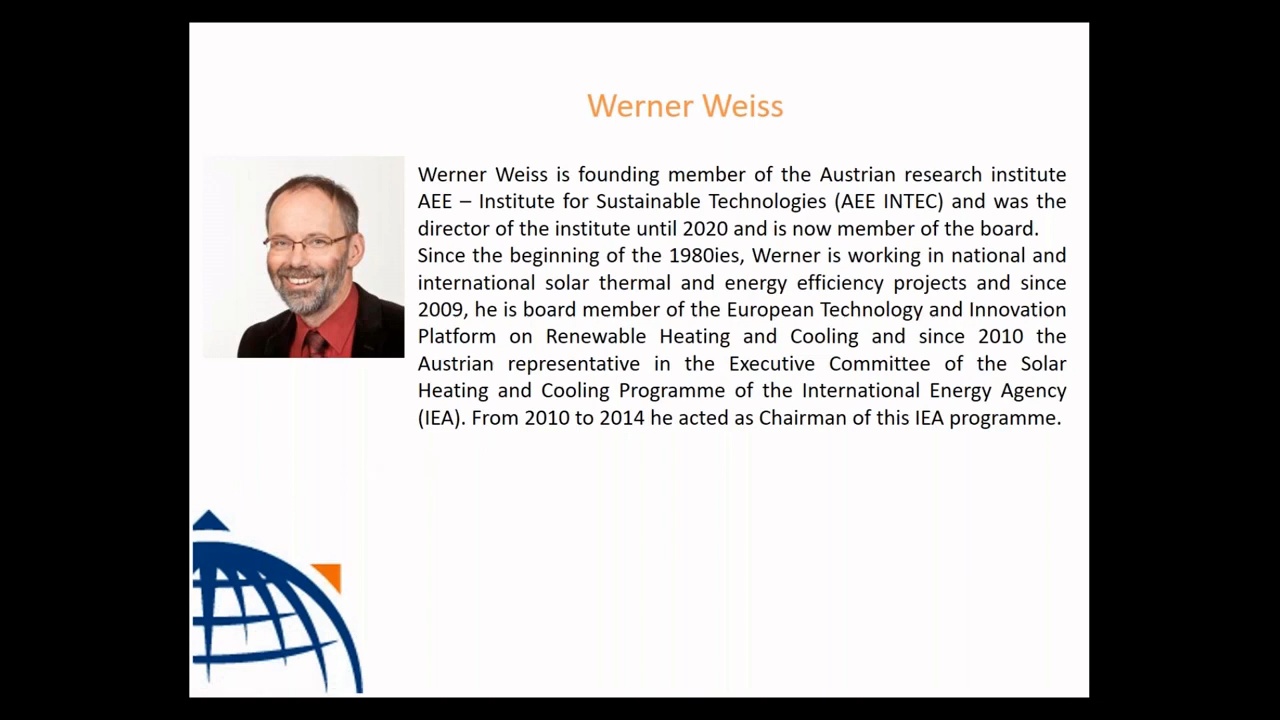 Werner Weiss
Werner Weiss is founding member of the Austrian research institute
AEE – Institute for Sustainable Technologies (AEE INTEC) and was the
director of the institute until 2020 and is now member of the board.
Since the beginning of the 1980ies, Werner is working in national and
international solar thermal and energy efficiency projects and since
2009, he is board member of the European Technology and Innovation
Platform on Renewable Heating and Cooling and since 2010 the
Austrian representative in the Executive Committee of the Solar
Heating and Cooling Programme of the International Energy Agency
(IEA). From 2010 to 2014 he acted as Chairman of this IEA programme.